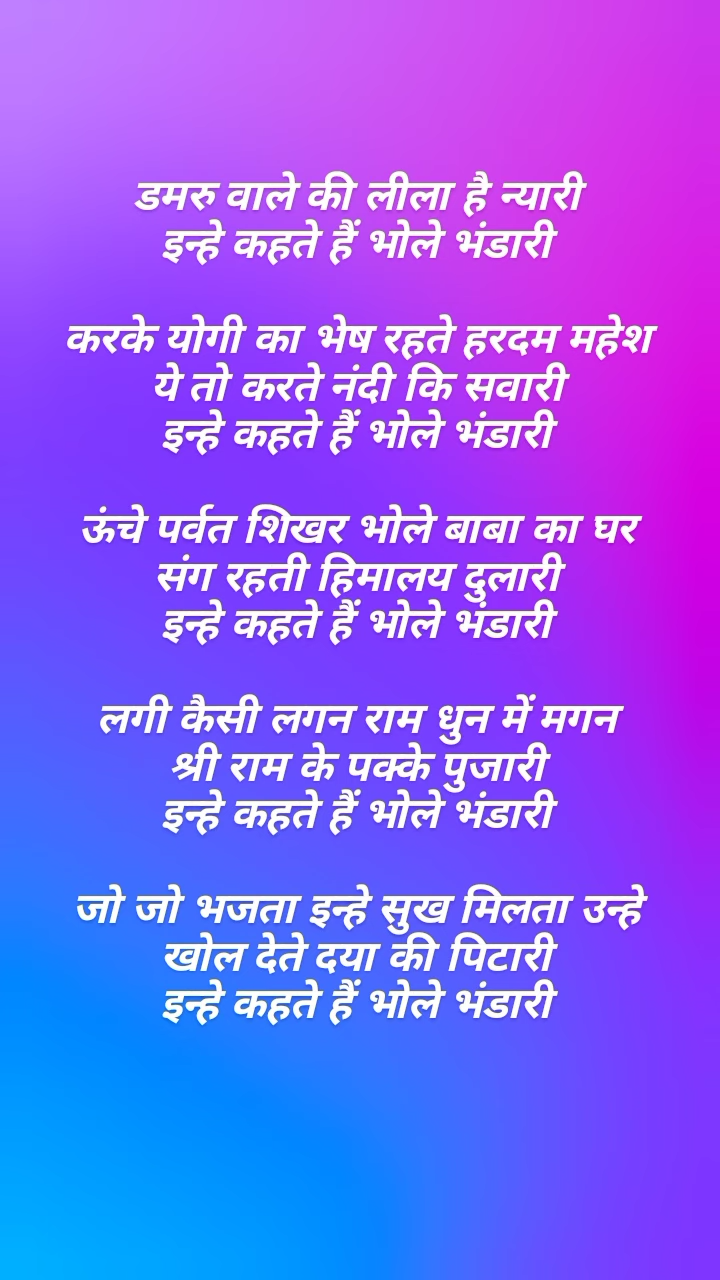 डमरु वाले की लीला है न्यारी
इन्हे कहते हैं भोले भंडारी
करके योगी का भेष रहते हरदम महेश
ये तो करते नंदी कि सवारी
इन्हे कहते हैं भोले भंडारी
ऊंचे पर्वत शिखर भोले बाबा का घर
संग रहती हिमालय दुलारी
इन्हे कहते हैं भोले भंडारी
लगी कैसी लगन राम धुन में मगन
श्री राम के पक्के पुजारी
इन्हे कहते हैं भोले भंडारी
जो जो भजता इन्हे सुख मिलता उन्हे
खोल देते दया की पिटारी
इन्हे कहते हैं भोले भंडारी